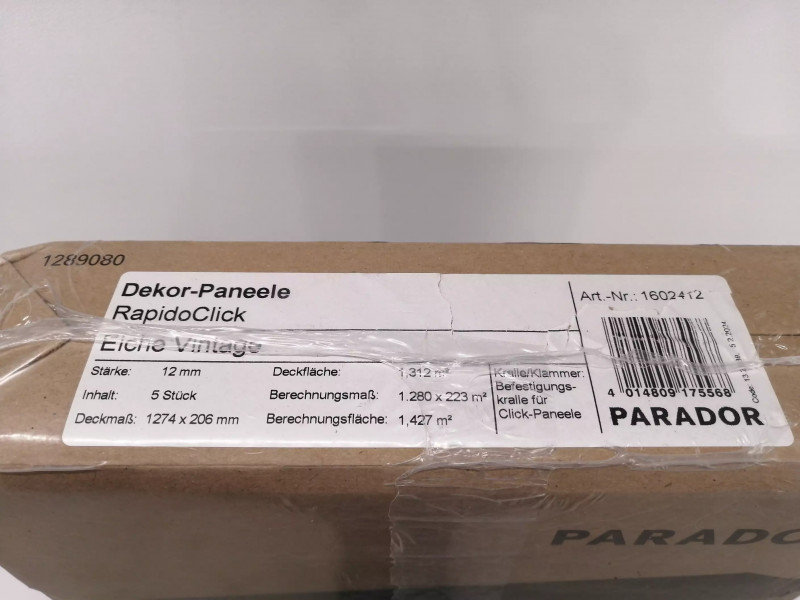 1289080
Dekor-Paneele
RapidoClick
Eiche Vintage
Art.-Nr.: 1602412
Stärke: 12 mm
Inhalt: 5 Stück
Deckmaß: 1274 x 206 mm
Deckfläche: 1,312 m²
Berechnungsmaß: 1.280 x 223 m²
Berechnungsfläche: 1,427 m²
Kralle/Klammer:
Befestigungs-
kralle für
Click-Paneele
4 014809 175568
PARADOR
PARADO